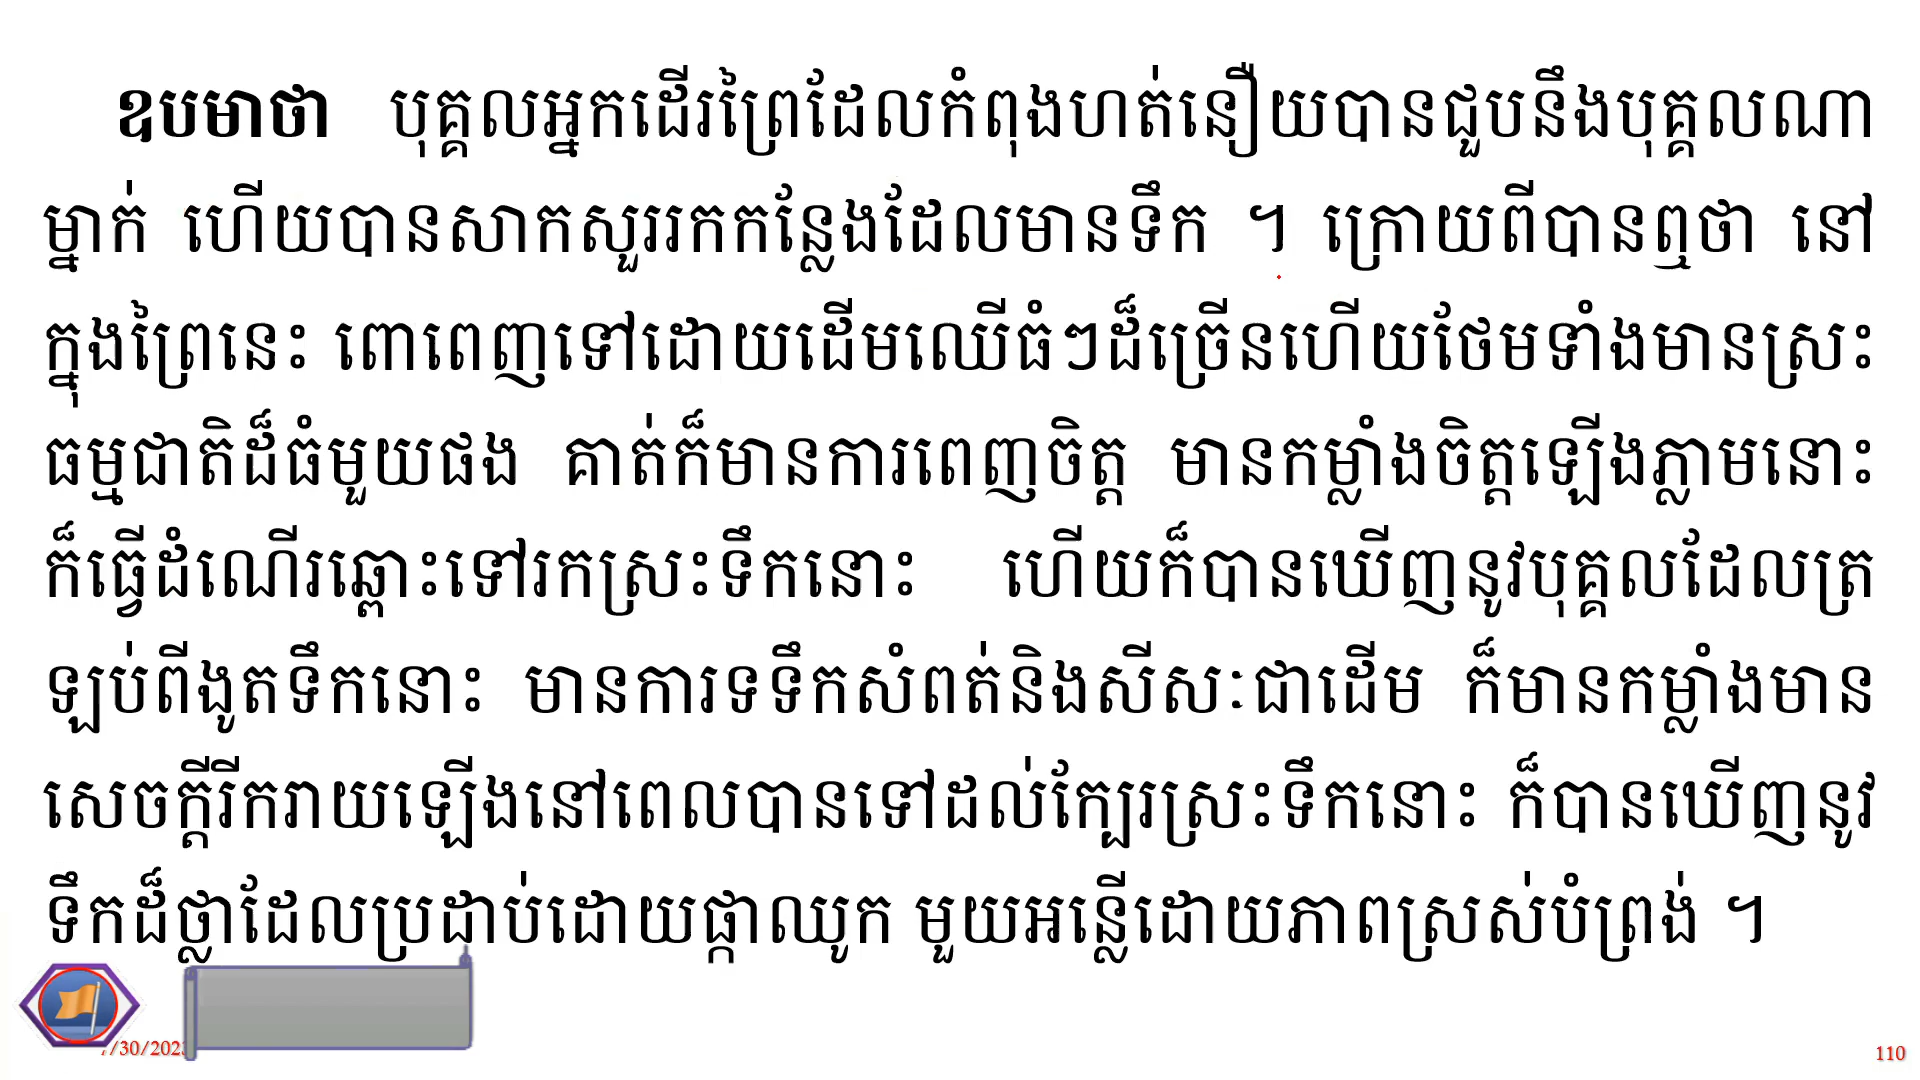 ឧបមាថា បុគ្គលអ្នកដើរព្រៃដែលកំពុងហត់នឿយបានជួបនឹងបុគ្គលណា
ម្នាក់ ហើយបានសាកសួររកកន្លែងដែលមានទឹក ។ ក្រោយពីបានឮថា នៅ
ក្នុងព្រៃនេះ ពោពេញទៅដោយដើមឈើធំៗដ៏ច្រើនហើយថែមទាំងមានស្រះ
ធម្មជាតិដ៏ធំមួយផង គាត់ក៏មានការពេញចិត្ត មានកម្លាំងចិត្តឡើងភ្លាមនោះ
ក៏ធ្វើដំណើរឆ្ពោះទៅរកស្រះទឹកនោះ ហើយក៏បានឃើញនូវបុគ្គលដែលត្រ
ឡប់ពីងូតទឹកនោះ មានការទទឹកសំពត់និងសីសៈជាដើម ក៏មានកម្លាំងមាន
សេចក្តីរីករាយឡើងនៅពេលបានទៅដល់ក្បែរស្រះទឹកនោះ ក៏បានឃើញនូវ
ទឹកដ៏ថ្លាដែលប្រដាប់ដោយផ្កាឈូក មួយអន្លើដោយភាពស្រស់បំព្រង់ ។
/30/202
110